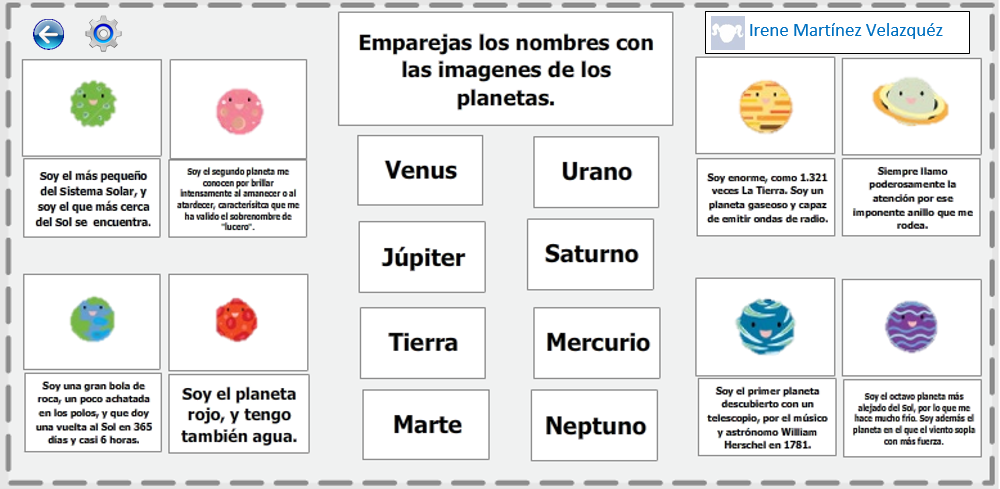 Irene Martínez Velazquéz
Emparejas los nombres con
las imagenes de los
planetas.
Soy el más pequeño
del Sistema Solar, y
soy el que más cerca
del Sol se encuentra.
Soy el segundo planeta me
conocen por brillar
intensamente al amanecer o al
atardecer, caracterísitca que me
ha valido el sobrenombre de
"lucero".
Venus
Urano
Júpiter
Saturno
Tierra
Mercurio
Marte
Neptuno
Soy enorme, como 1.321
veces La Tierra. Soy un
planeta gaseoso y capaz
de emitir ondas de radio.
Siempre llamo
poderosamente la
atención por ese
imponente anillo que me
rodea.
Soy una gran bola de
roca, un poco achatada
en los polos, y que doy
una vuelta al Sol en 365
días y casi 6 horas.
Soy el planeta
rojo, y tengo
también agua.
Soy el primer planeta
descubierto con un
telescopio, por el músico
y astrónomo William
Herschel en 1781.
Soy el octavo planeta más
alejado del Sol, por lo que me
hace mucho frío. Soy además el
planeta en el que el viento sopla
con más fuerza.